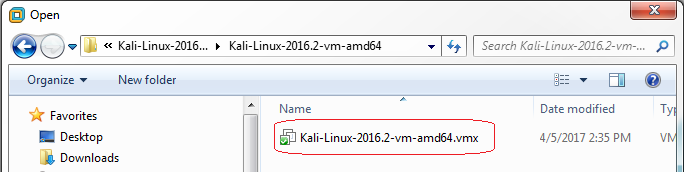 Open
« Kali-Linux-2016... Kali-Linux-2016.2-vm-amd64 Search Kali-Linux-2016.2-vm-...
Organize New folder
Favorites
Desktop
Downloads
Name Date modified Ty
Kali-Linux-2016.2-vm-amd64.vmx 4/5/2017 2:35 PM VM